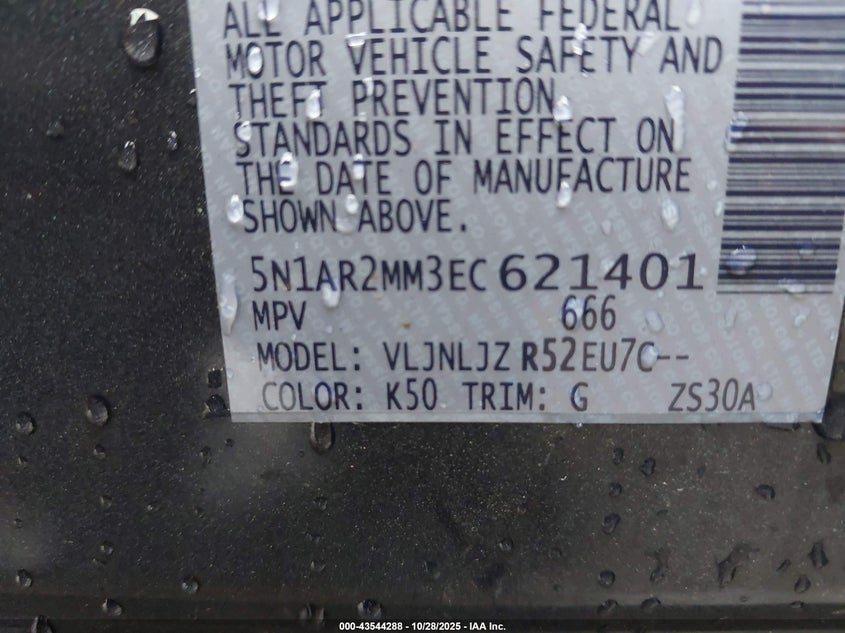 ALL APPLICABLE FEDERAL
MOTOR VEHICLE SAFETY AND
THEFT PREVENTION
STANDARDS IN EFFECT ON
THE DATE OF MANUFACTURE
SHOWN ABOVE.
5N1AR2MM3EC621401
MPV 666
MODEL: VLJNLJZ R52EU7C--
COLOR: K50 TRIM: G ZS30A
000-43544288 - 10/28/2025 - IAA Inc.